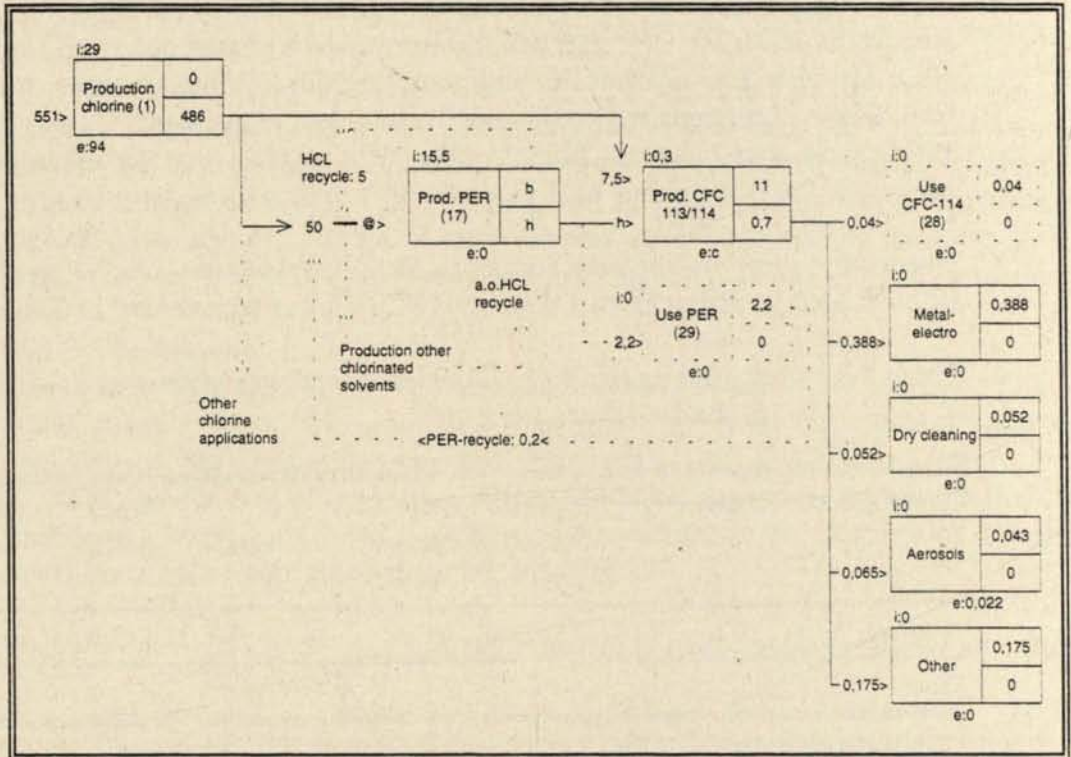 i:29
Production
chlorine (1)
0
486
551>
e:94
HCL
recycle: 5
50
@>
i:15,5
Prod. PER
(17)
b
h
e:0
a.o.HCL
recycle
7,5>
h>
i:0,3
Prod. CFC
113/114
11
0,7
e:c
i:0
Use PER
(29)
2,2
0
2,2>
e:0
Production other
chlorinated
solvents
Other
chlorine
applications
<PER-recycle: 0,2<
0,04>
i:0
Use
CFC-114
(28)
0,04
0
e:0
0,388>
i:0
Metal-
electro
0,388
0
e:0
0,052>
i:0
Dry cleaning
0,052
0
e:0
0,065>
i:0
Aerosols
0,043
0
e:0,022
0,175>
i:0
Other
0,175
0
e:0